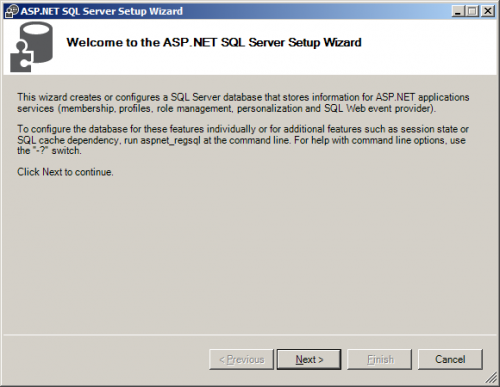 ASP.NET SQL Server Setup Wizard
Welcome to the ASP.NET SQL Server Setup Wizard
This wizard creates or configures a SQL Server database that stores information for ASP.NET applications
services (membership, profiles, role management, personalization and SQL Web event provider).
To configure the database for these features individually or for additional features such as session state or
SQL cache dependency, run aspnet_regsql at the command line. For help with command line options, use
the "-?" switch.
Click Next to continue.
< Previous Next > Finish Cancel